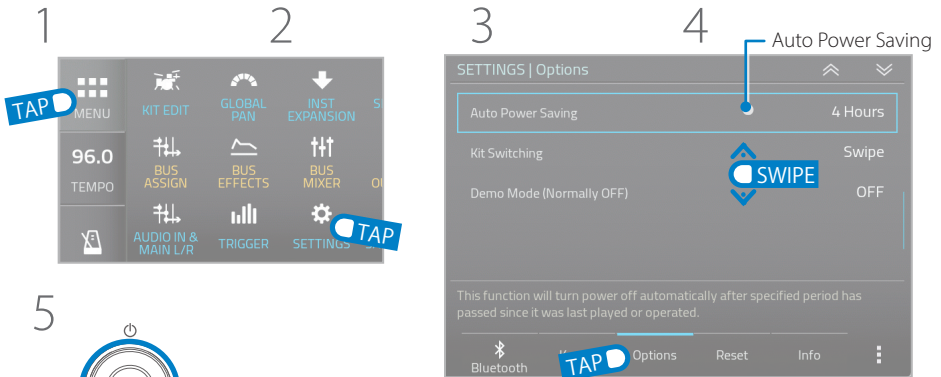 1
2
TAP
MENU
KIT EDIT
GLOBAL
PAN
INST
EXPANSION
96.0
TEMPO
BUS
ASSIGN
BUS
EFFECTS
BUS
MIXER
AUDIO IN &
MAIN L/R
TRIGGER
SETTINGS
TAP
3
4
Auto Power Saving
SETTINGS | Options
Auto Power Saving 4 Hours
Kit Switching Swipe
SWIPE
Demo Mode (Normally OFF) OFF
This function will turn power off automatically after specified period has
passed since it was last played or operated.
Bluetooth TAP Options Reset Info
5